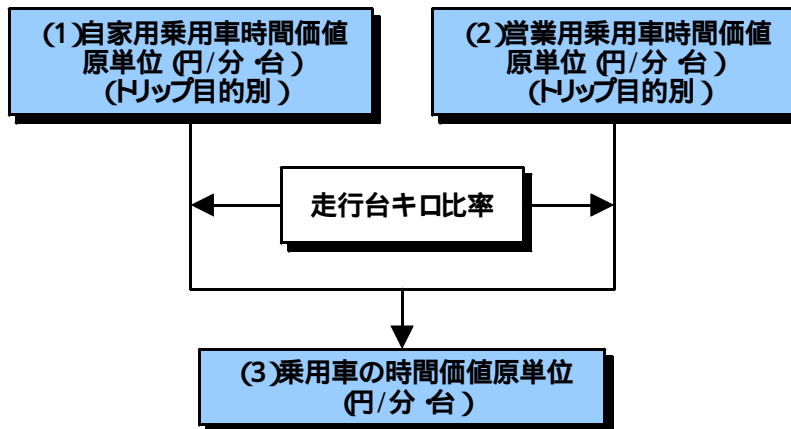 (1)自家用乗用車時間価値
原単位(円/分・台)
(トリップ目的別)
(2)営業用乗用車時間価値
原単位(円/分・台)
(トリップ目的別)
走行台キロ比率
(3)乗用車の時間価値原単位
(円/分・台)